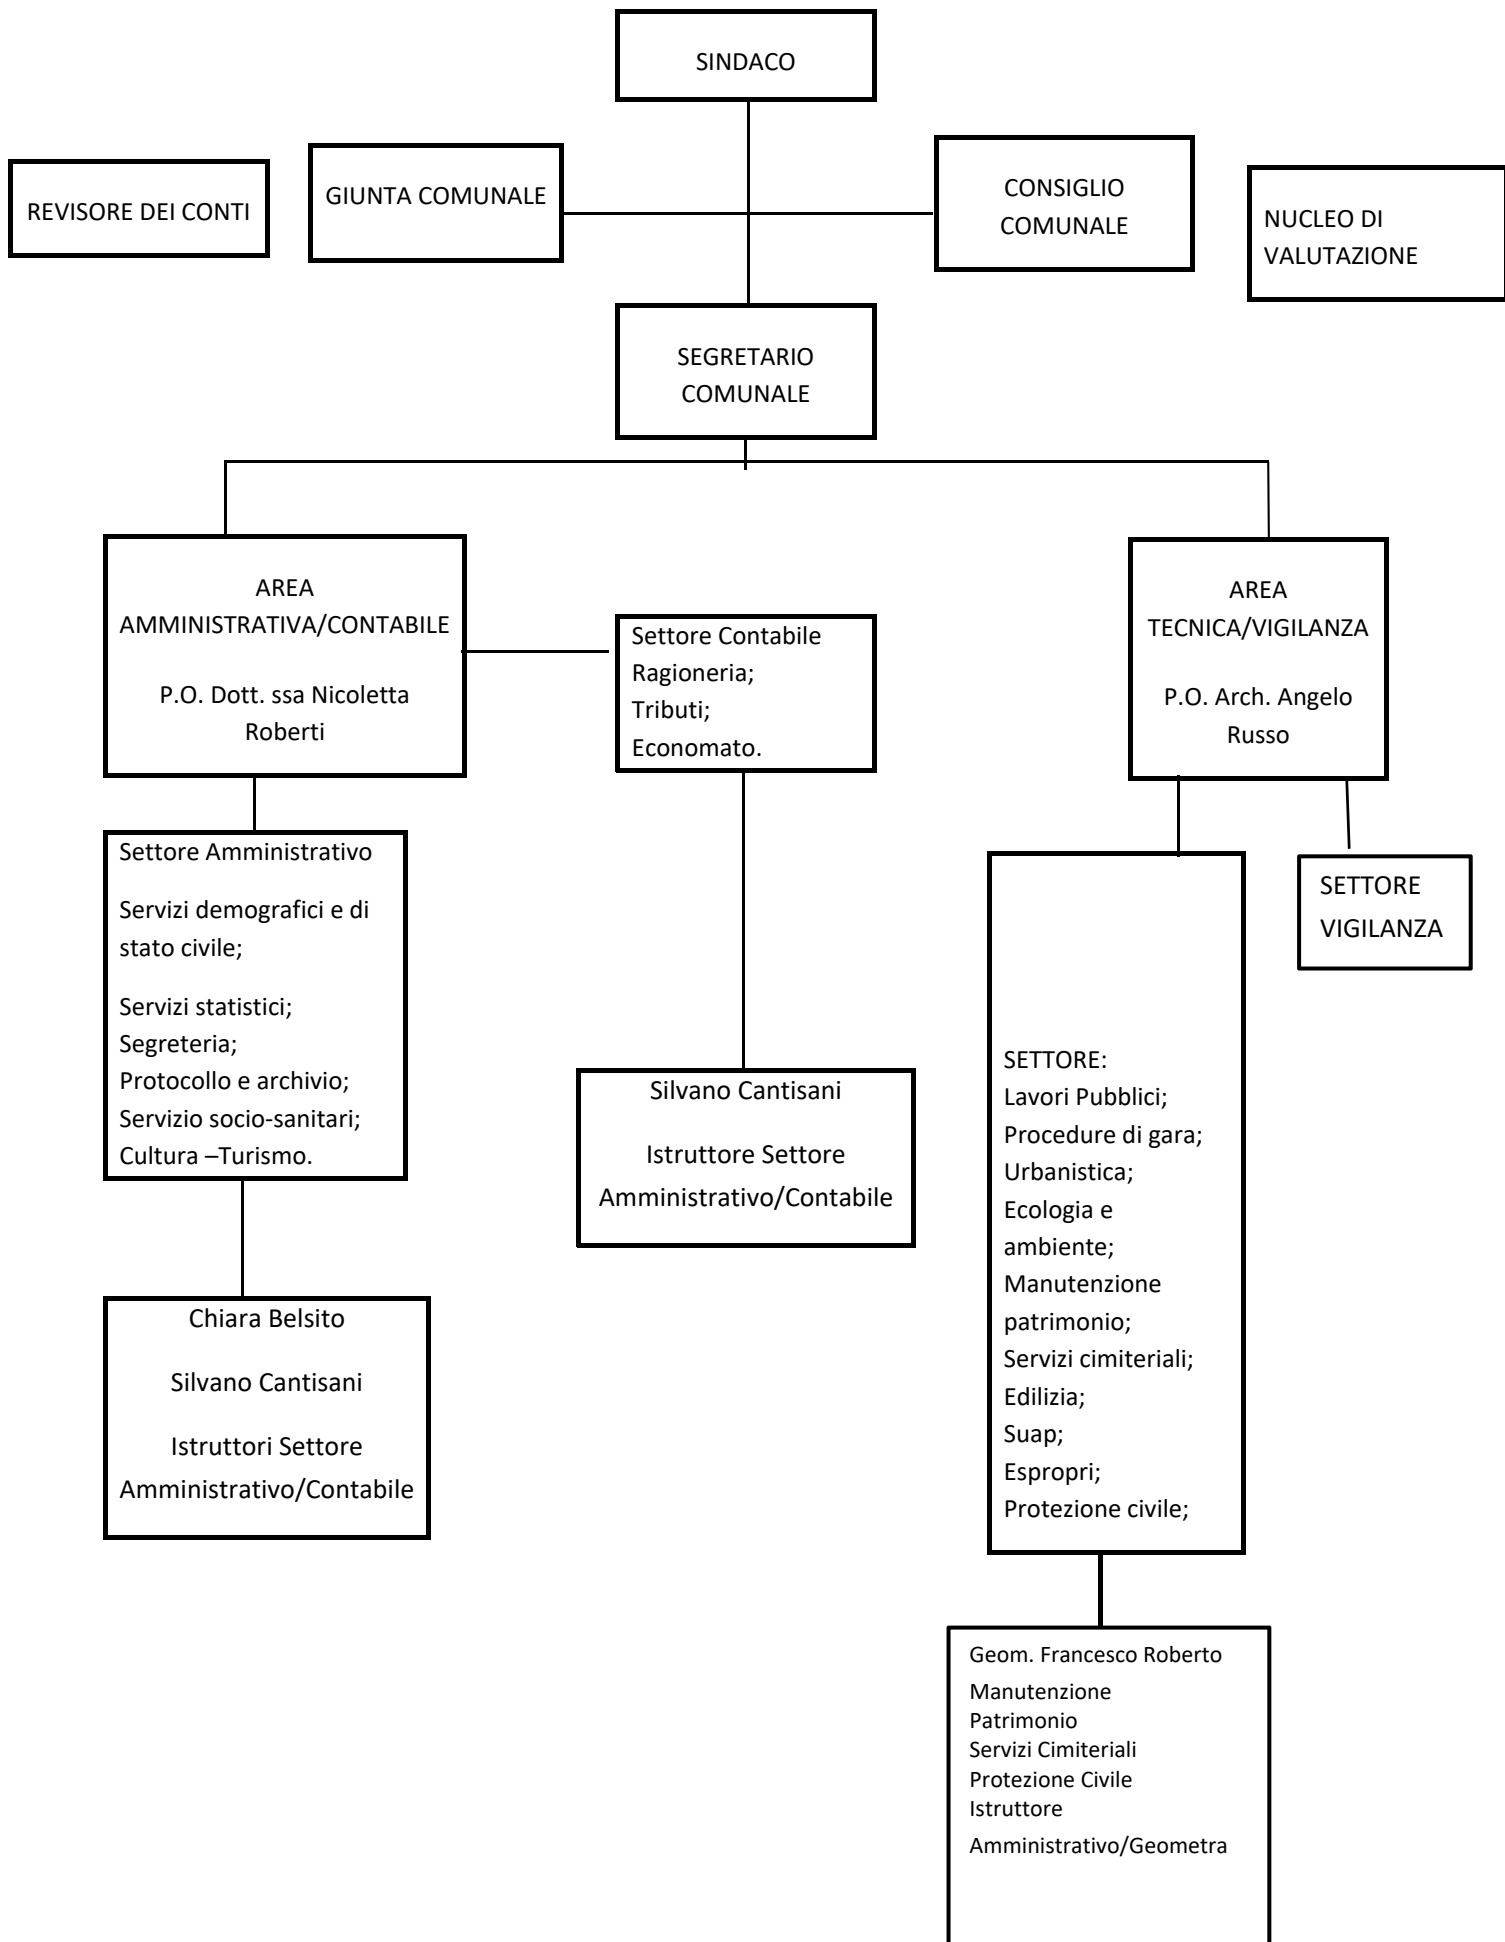 SINDACO
REVISORE DEI CONTI
GIUNTA COMUNALE
CONSIGLIO
COMUNALE
NUCLEO DI
VALUTAZIONE
SEGRETARIO
COMUNALE
AREA
AMMINISTRATIVA/CONTABILE
P.O. Dott. ssa Nicoletta
Roberti
Settore Contabile
Ragioneria;
Tributi;
Economato.
AREA
TECNICA/VIGILANZA
P.O. Arch. Angelo
Russo
Settore Amministrativo
Servizi demografici e di
stato civile;
Servizi statistici;
Segreteria;
Protocollo e archivio;
Servizio socio-sanitari;
Cultura –Turismo.
SETTORE
VIGILANZA
Silvano Cantisani
Istruttore Settore
Amministrativo/Contabile
SETTORE:
Lavori Pubblici;
Procedure di gara;
Urbanistica;
Ecologia e
ambiente;
Manutenzione
patrimonio;
Servizi cimiteriali;
Edilizia;
Suap;
Espropri;
Protezione civile;
Chiara Belsito
Silvano Cantisani
Istruttori Settore
Amministrativo/Contabile
Geom. Francesco Roberto
Manutenzione
Patrimonio
Servizi Cimiteriali
Protezione Civile
Istruttore
Amministrativo/Geometra